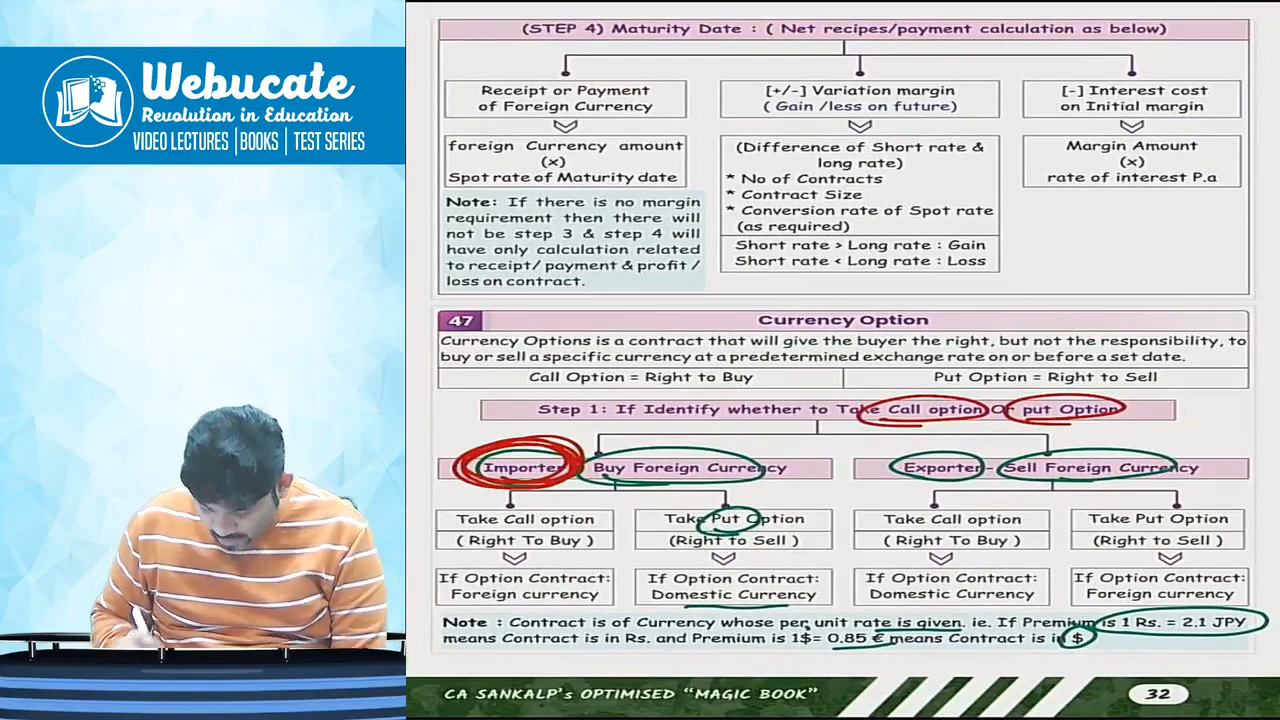 Webucate
Revolution in Education
VIDEO LECTURES | BOOKS | TEST SERIES
(STEP 4) Maturity Date : ( Net recipes/payment calculation as below)
Receipt or Payment
of Foreign Currency
foreign Currency amount
(x)
Spot rate of Maturity date
Note: If there is no margin
requirement then there will
not be step 3 & step 4 will
have only calculation related
to receipt/ payment & profit /
loss on contract.
[+/-] Variation margin
( Gain /less on future)
(Difference of Short rate &
long rate)
* No of Contracts
* Contract Size
* Conversion rate of Spot rate
(as required)
Short rate > Long rate : Gain
Short rate < Long rate : Loss
[-] Interest cost
on Initial margin
Margin Amount
(x)
rate of interest P.a
47 Currency Option
Currency Options is a contract that will give the buyer the right, but not the responsibility, to
buy or sell a specific currency at a predetermined exchange rate on or before a set date.
Call Option = Right to Buy
Put Option = Right to Sell
Step 1: If Identify whether to Take Call option Or put Option
Importer Buy Foreign Currency
Exporter- Sell Foreign Currency
Take Call option
( Right To Buy )
If Option Contract:
Foreign currency
Take Put Option
(Right to Sell )
If Option Contract:
Domestic Currency
Take Call option
( Right To Buy )
If Option Contract:
Domestic Currency
Take Put Option
(Right to Sell )
If Option Contract:
Foreign currency
Note : Contract is of Currency whose per unit rate is given. ie. If Premium is 1 Rs. = 2.1 JPY
means Contract is in Rs. and Premium is 1$= 0.85 € means Contract is in $
CA SANKALP's OPTIMISED "MAGIC BOOK"
32